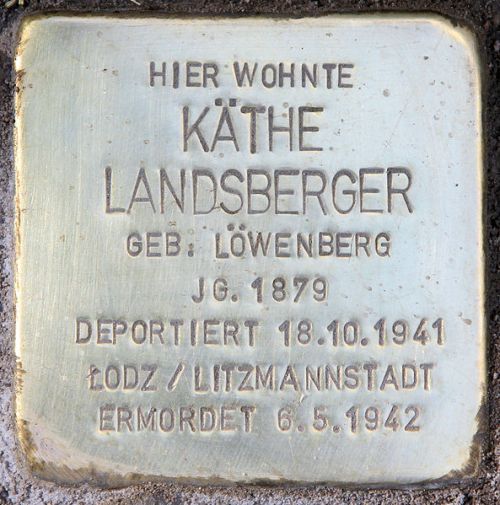 HIER WOHNTE
KÄTHE
LANDSBERGER
GEB. LÖWENBERG
JG. 1879
DEPORTIERT 18.10.1941
ŁODZ / LITZMANNSTADT
ERMORDET 6.5.1942